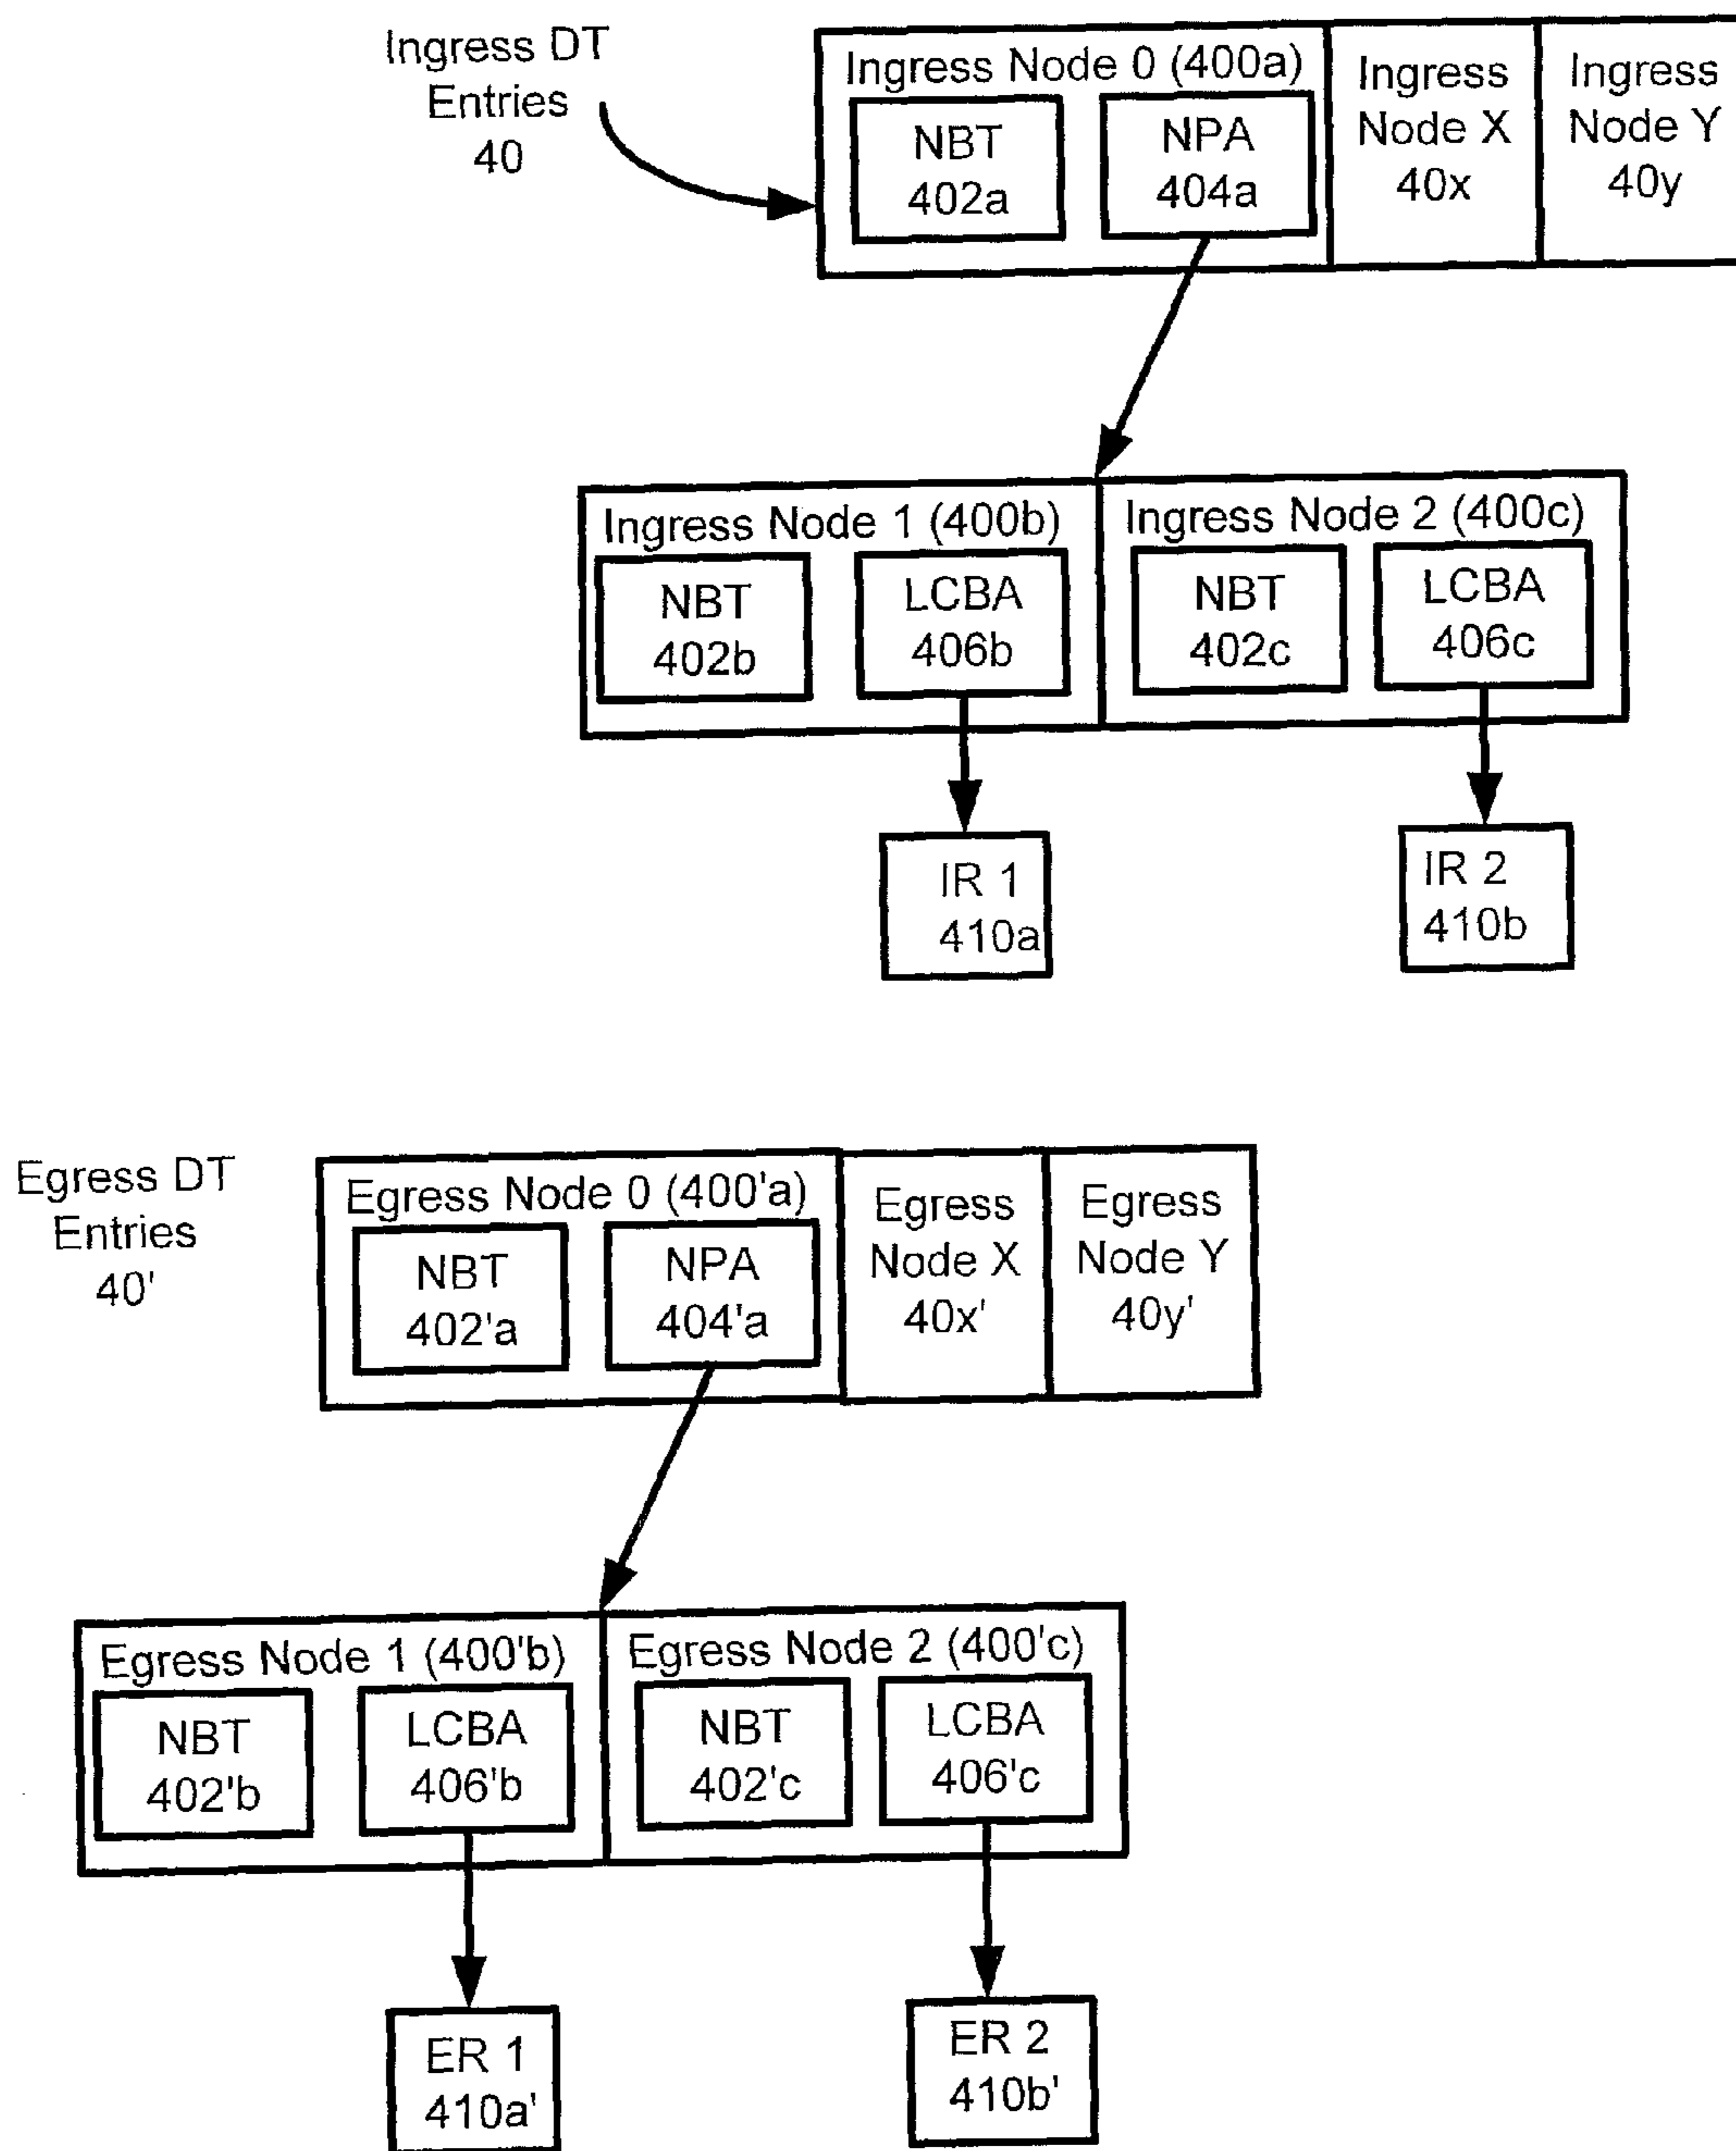 Ingress DT
Entries
40
Ingress Node 0 (400a)
NBT
402a
NPA
404a
Ingress
Node X
40x
Ingress
Node Y
40y
Ingress Node 1 (400b)
NBT
402b
LCBA
406b
Ingress Node 2 (400c)
NBT
402c
LCBA
406c
IR 1
410a
IR 2
410b
Egress DT
Entries
40'
Egress Node 0 (400'a)
NBT
402'a
NPA
404'a
Egress
Node X
40x'
Egress
Node Y
40y'
Egress Node 1 (400'b)
NBT
402'b
LCBA
406'b
Egress Node 2 (400'c)
NBT
402'c
LCBA
406'c
ER 1
410a'
ER 2
410b'